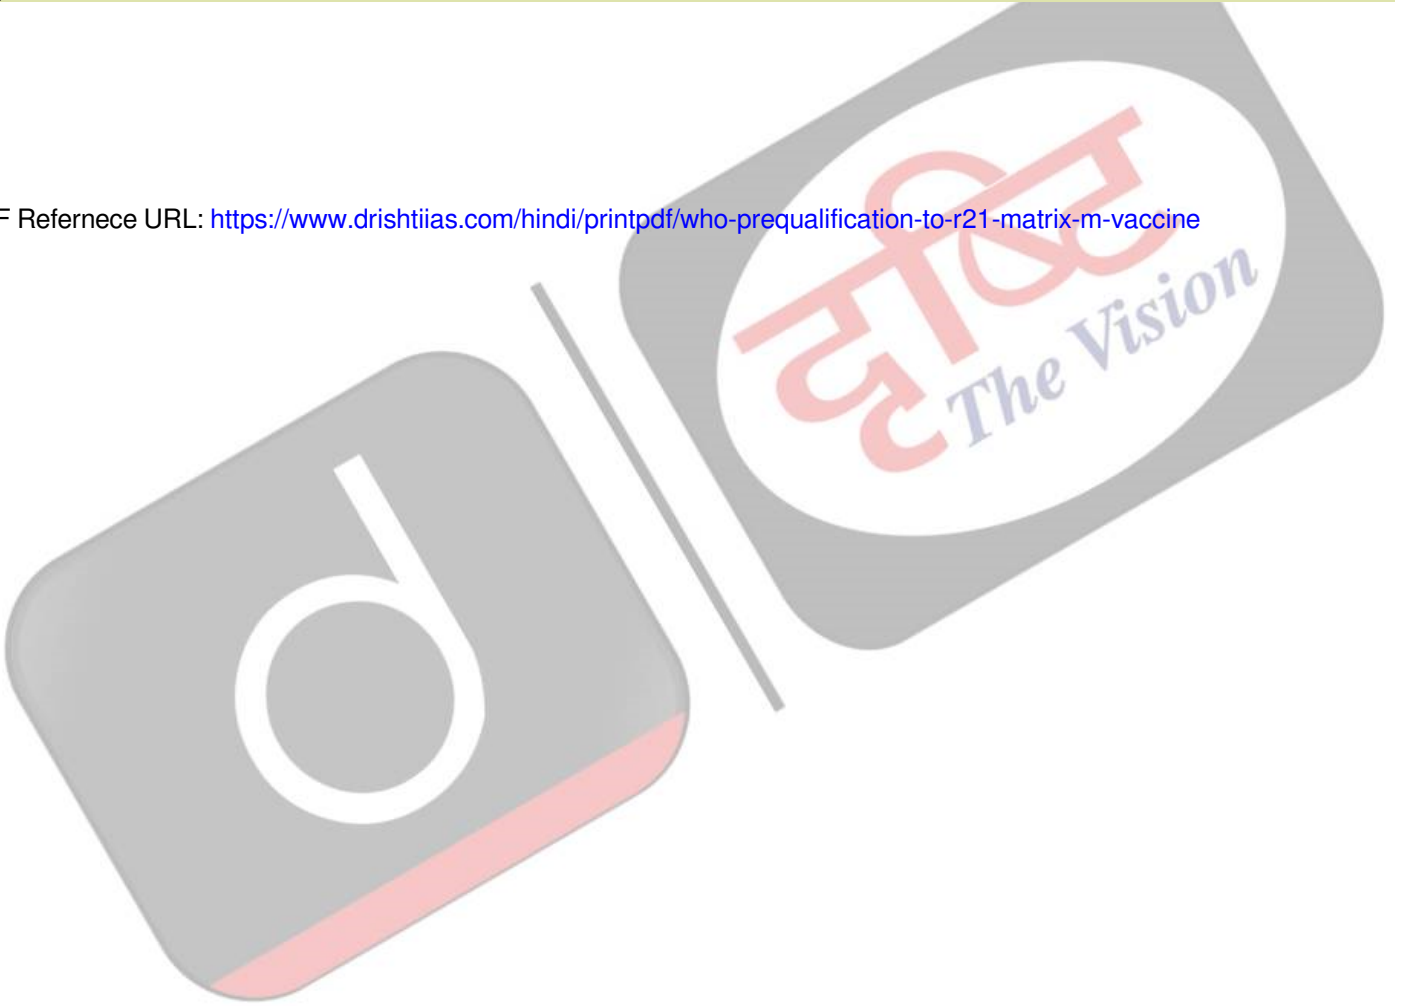 F Refernece URL: https://www.drishtiias.com/hindi/printpdf/who-prequalification-to-r21-matrix-m-vaccine
दृष्टि
The Vision
d